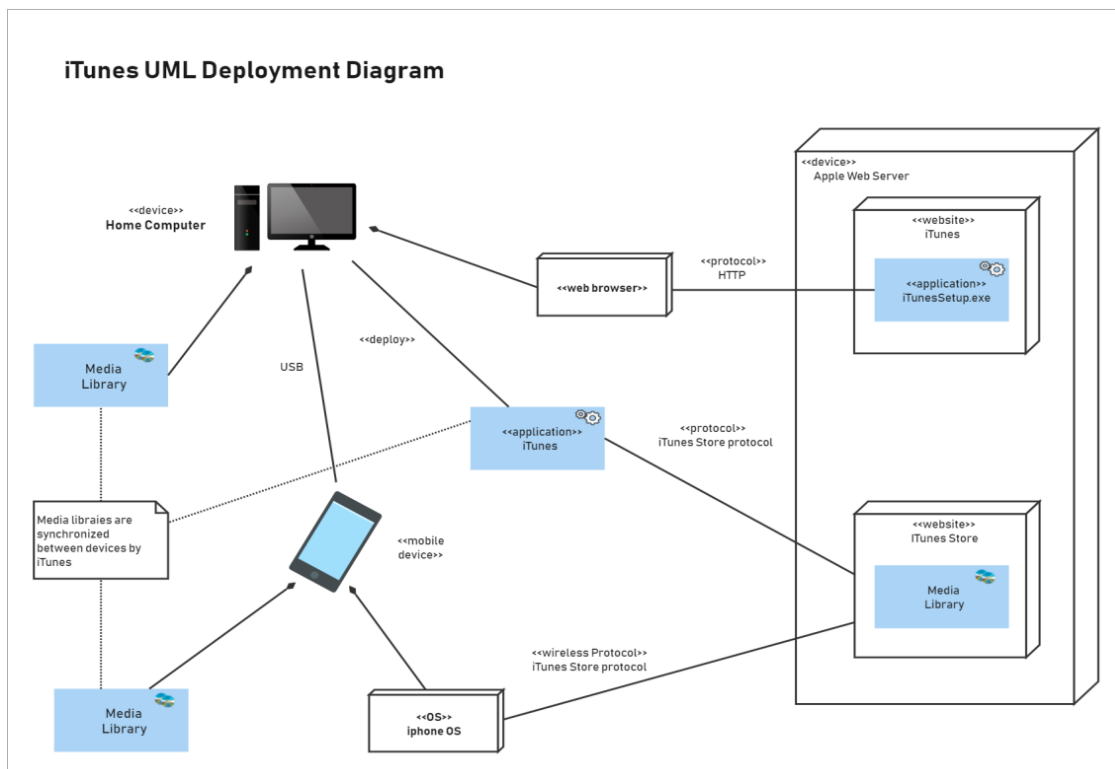 iTunes UML Deployment Diagram
<<device>>
Apple Web Server
<<device>>
Home Computer
<<website>>
iTunes
<<application>>
iTunesSetup.exe
<<protocol>>
HTTP
<<web browser>>
<<deploy>>
USB
Media
Library
<<application>>
iTunes
<<protocol>>
iTunes Store protocol
Media libraies are
synchronized
between devices by
iTunes
<<mobile
device>>
<<website>>
ITunes Store
Media
Library
<<wireless Protocol>>
iTunes Store protocol
Media
Library
<<OS>>
iphone OS